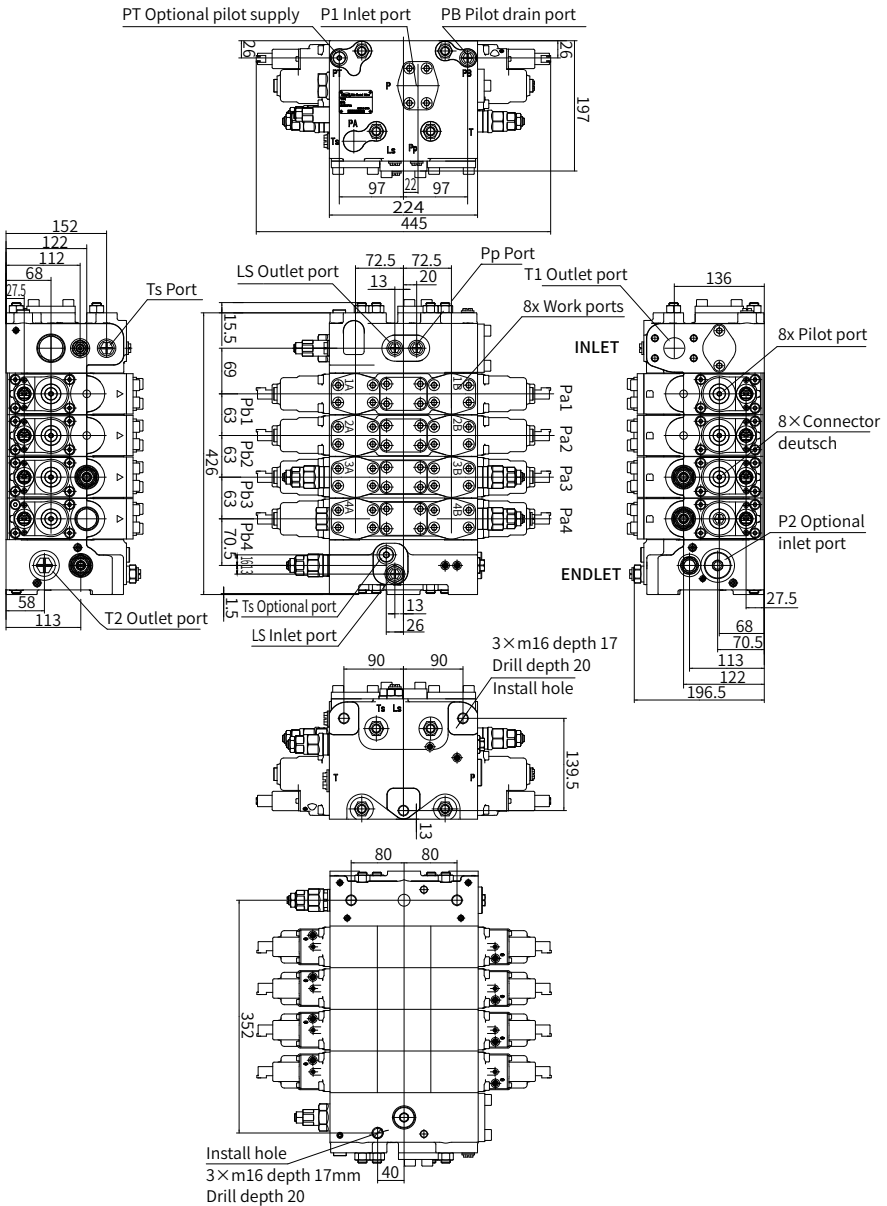 PT Optional pilot supply
P1 Inlet port
PB Pilot drain port
26
26
PT
PB
P
PA
Ts
T
Ls
Pp
197
97
22
97
224
445
152
122
112
68
27.5
Ts Port
72.5
72.5
LS Outlet port
13
20
Pp Port
T1 Outlet port
136
8x Work ports
8x Pilot port
INLET
15.5
69
426
1A
1B
Pb1
Pa1
63
2A
2B
Pb2
Pa2
8×Connector
deutsch
63
3A
3B
Pb3
Pa3
63
4A
4B
Pb4
Pa4
P2 Optional
inlet port
70.5
16
13
ENDLET
58
113
T2 Outlet port
1.5
Ts Optional port
LS Inlet port
13
26
27.5
68
70.5
113
122
196.5
90
90
3×m16 depth 17
Drill depth 20
Install hole
Ts
Ls
T
P
139.5
13
80
80
352
Install hole
3×m16 depth 17mm
Drill depth 20
40